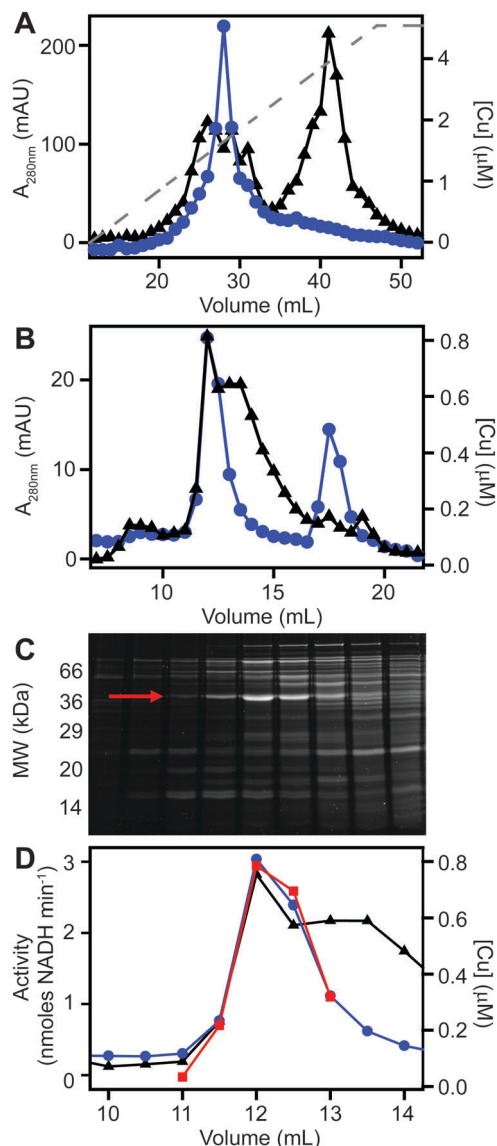 A
200
100
0
A280nm (mAU)
4
2
1
0
[Cu] (μM)
20 30 40 50
Volume (mL)
B
20
10
0
A280nm (mAU)
0.8
0.6
0.4
0.2
0.0
[Cu] (μM)
10 15 20
Volume (mL)
C
66
36
29
20
14
MW (kDa)
D
3
2
1
0
Activity
(nmoles NADH min-1)
0.8
0.6
0.4
0.2
0.0
[Cu] (μM)
10 11 12 13 14
Volume (mL)